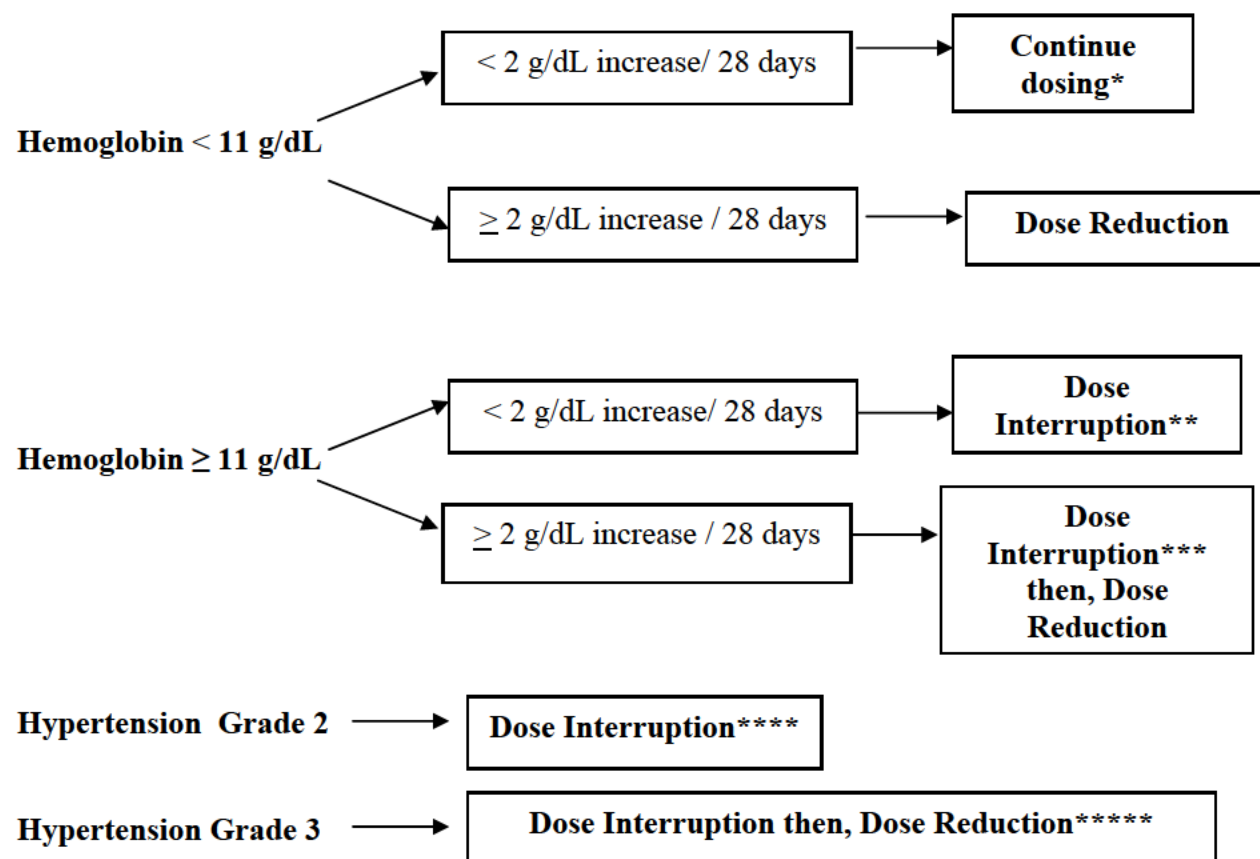 < 2 g/dL increase/ 28 days
Continue
dosing*
Hemoglobin < 11 g/dL
≥ 2 g/dL increase / 28 days
Dose Reduction
< 2 g/dL increase/ 28 days
Dose
Interruption**
Hemoglobin ≥ 11 g/dL
≥ 2 g/dL increase / 28 days
Dose
Interruption***
then, Dose
Reduction
Hypertension Grade 2
Dose Interruption****
Hypertension Grade 3
Dose Interruption then, Dose Reduction*****